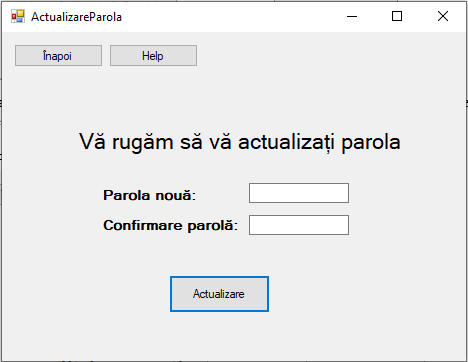 ActualizareParola
Înapoi Help
Vă rugăm să vă actualizați parola
Parola nouă:
Confirmare parolă:
Actualizare